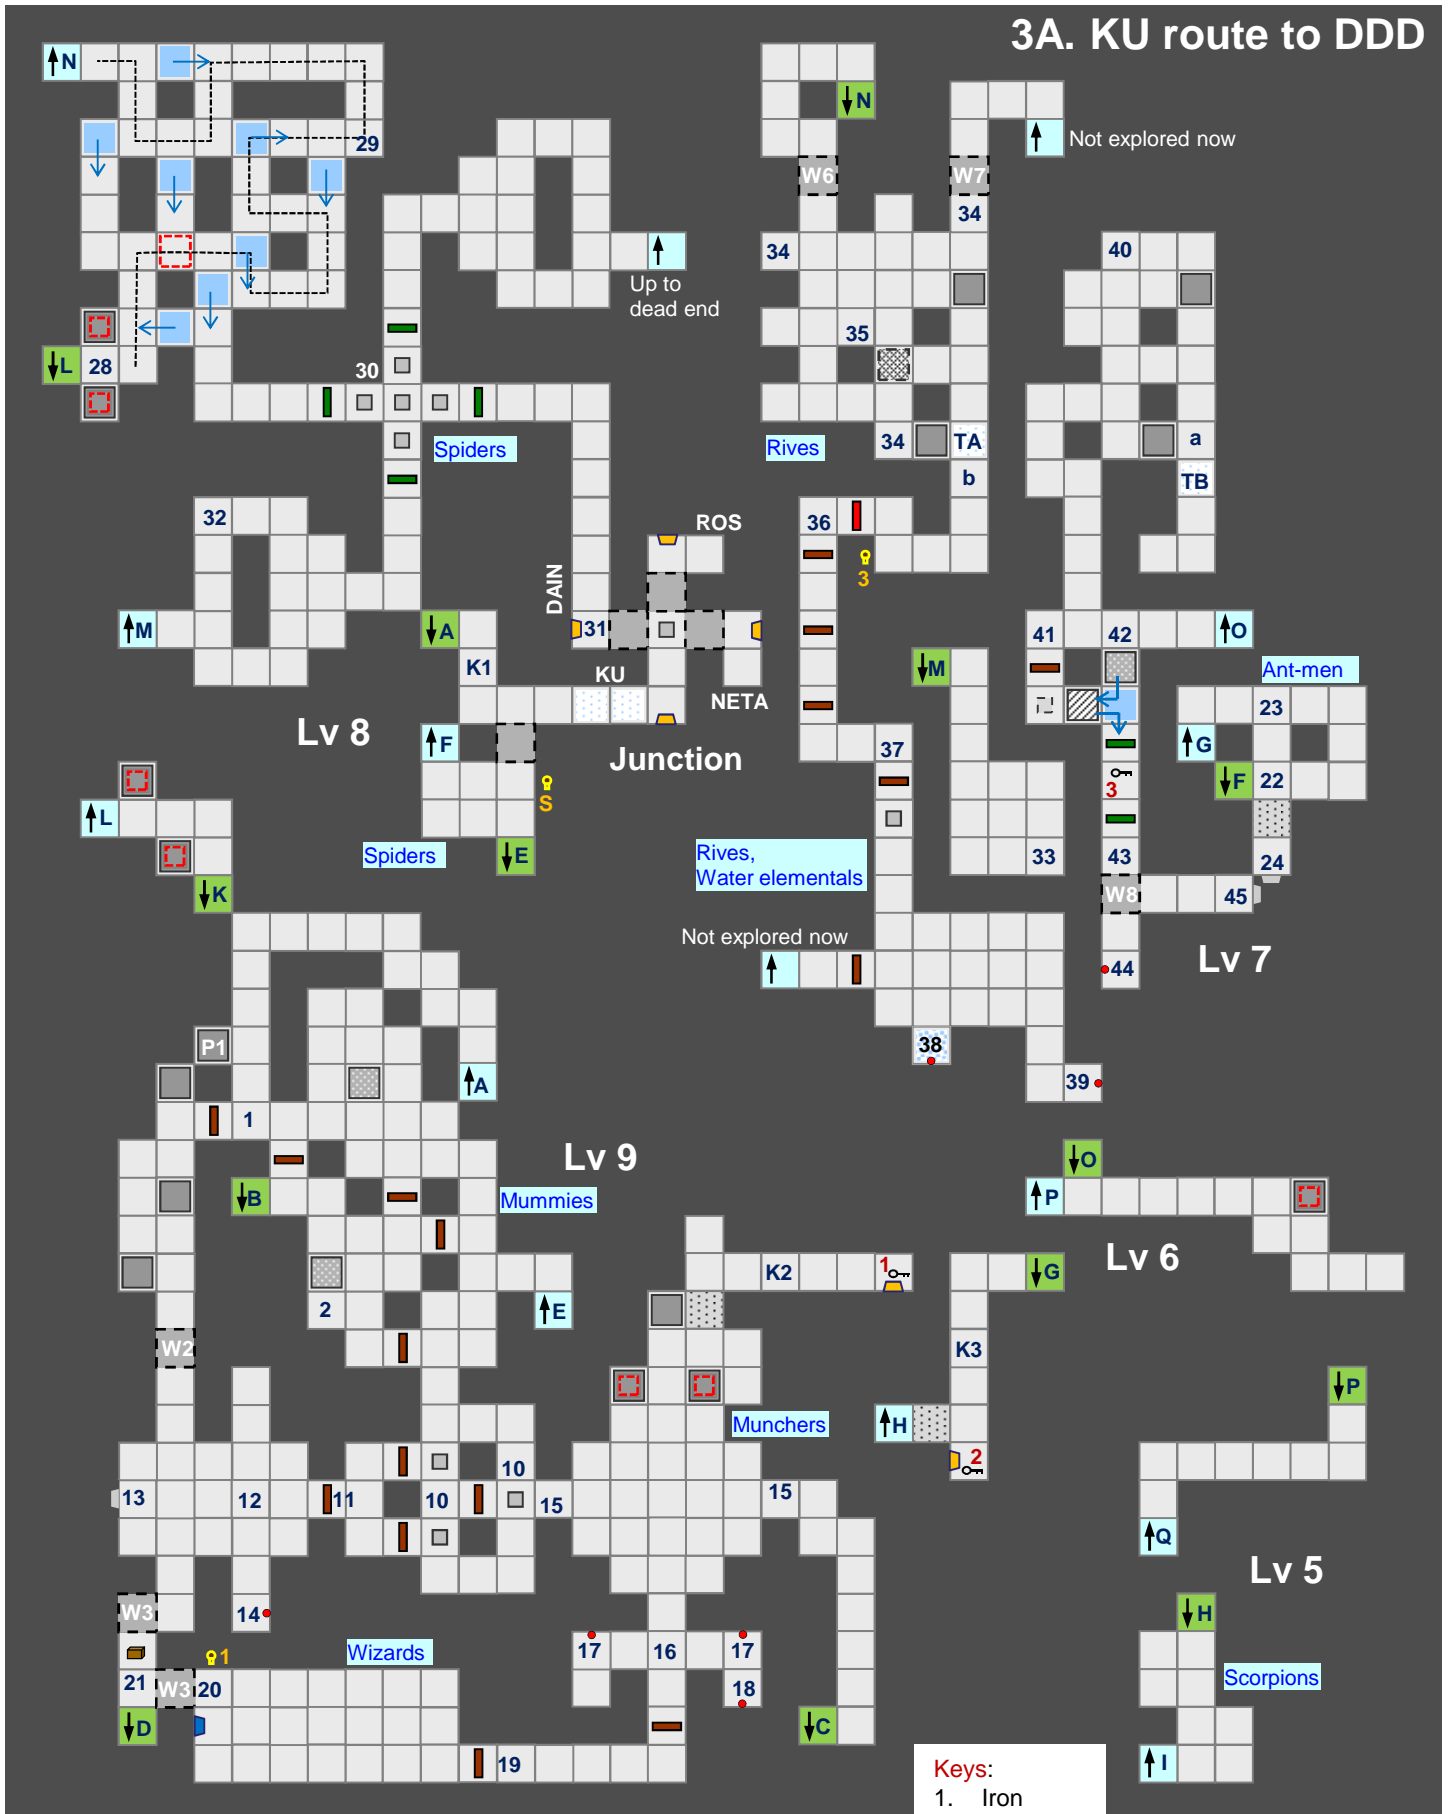 3A. KU route to DDD
N
N
29
Not explored now
W6
W7
34
34
40
Up to
dead end
35
L
28
30
Spiders
Rives
34
TA
a
b
TB
32
36
ROS
3
DAIN
M
A
31
41
42
O
K1
KU
M
Ant-men
NETA
23
Lv 8
F
Junction
37
G
S
3
F
22
L
Spiders
E
Rives,
Water elementals
33
43
24
K
W8
45
Not explored now
Lv 7
44
P1
38
A
39
1
Lv 9
O
B
Mummies
P
Lv 6
K2
1
G
2
E
W2
K3
P
Munchers
H
10
2
13
12
11
10
15
15
Q
Lv 5
W3
14
H
1
Wizards
17
16
17
21
W3
20
18
Scorpions
D
C
19
I
Keys:
1. Iron